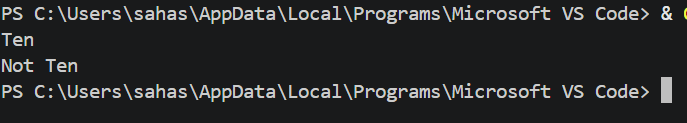 PS C:\Users\sahas\AppData\Local\Programs\Microsoft VS Code> &
Ten
Not Ten
PS C:\Users\sahas\AppData\Local\Programs\Microsoft VS Code>